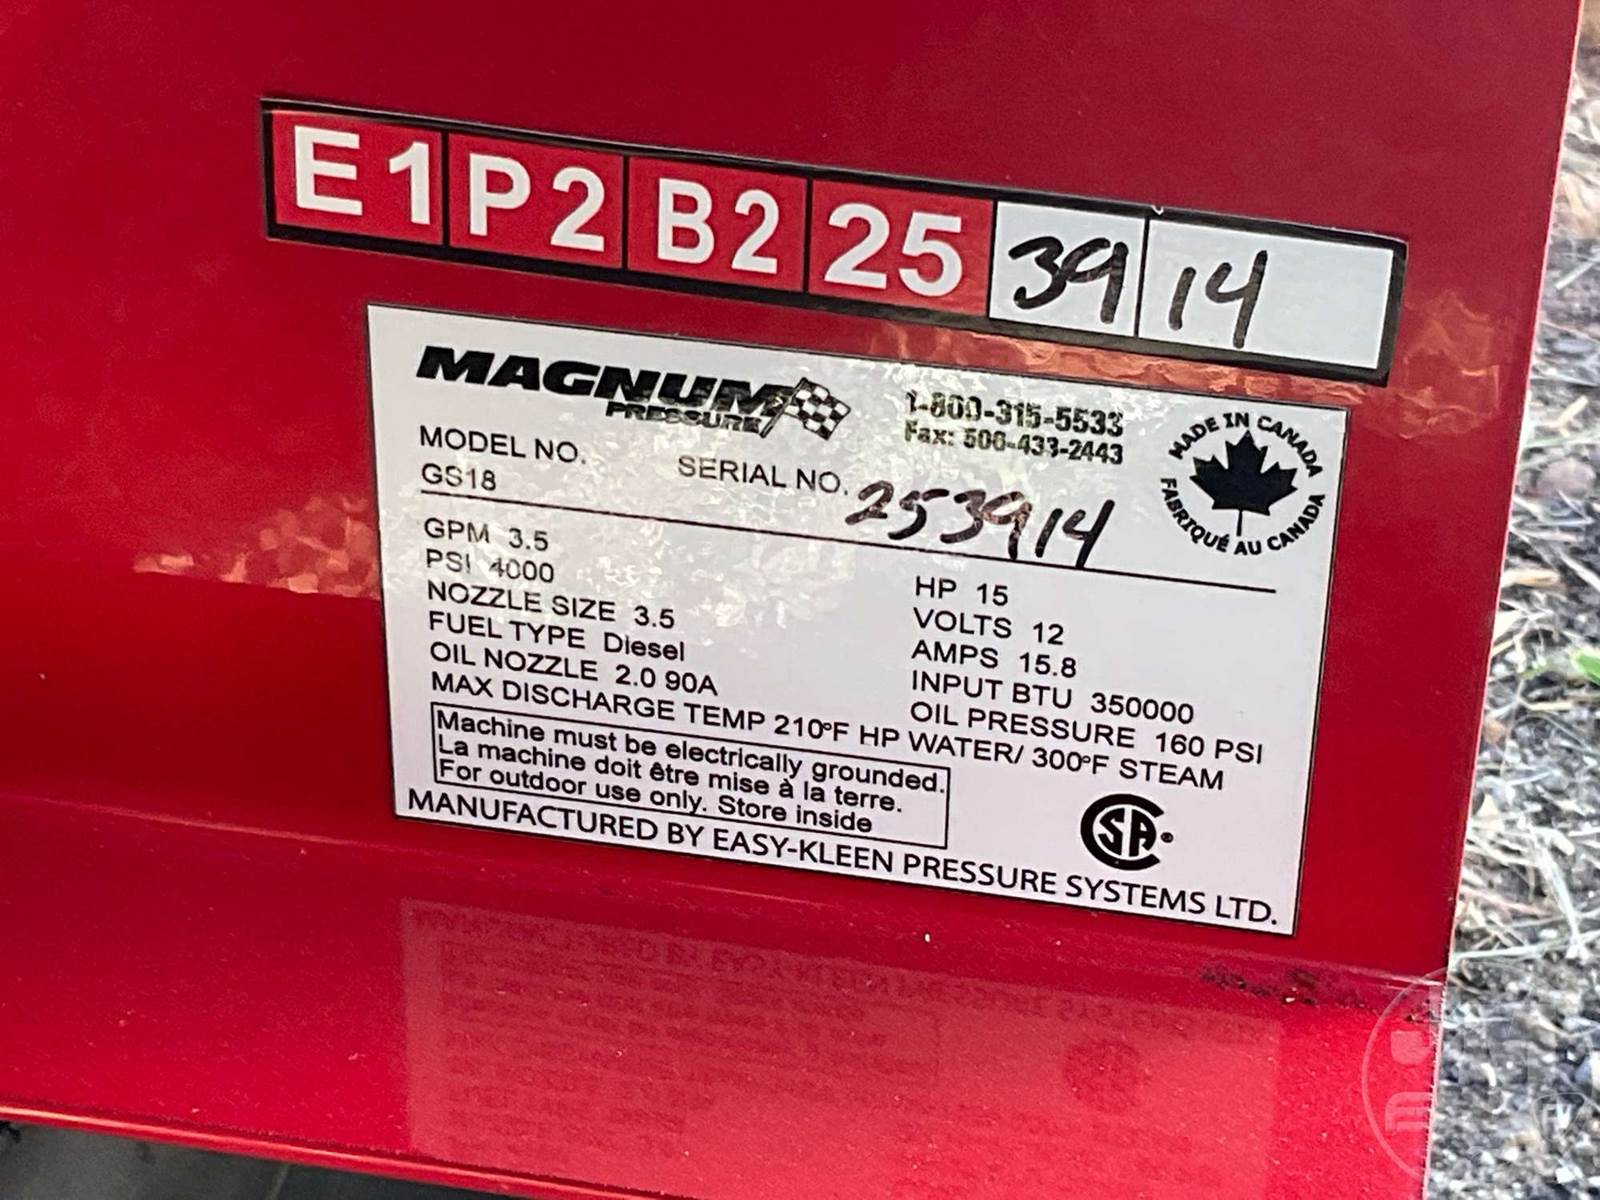 E1 P2 B2 25 39 14
MAGNUM
PRESSURE
1-800-315-5533
Fax: 506-433-2443
MADE IN CANADA
FABRIQUÉ AU CANADA
MODEL NO. SERIAL NO. 253914
GS18
GPM 3.5 HP 15
PSI 4000 VOLTS 12
NOZZLE SIZE 3.5 AMPS 15.8
FUEL TYPE Diesel INPUT BTU 350000
OIL NOZZLE 2.0 90A OIL PRESSURE 160 PSI
MAX DISCHARGE TEMP 210°F HP WATER/ 300°F STEAM
Machine must be electrically grounded.
La machine doit être mise à la terre.
For outdoor use only. Store inside
SA®
MANUFACTURED BY EASY-KLEEN PRESSURE SYSTEMS LTD.